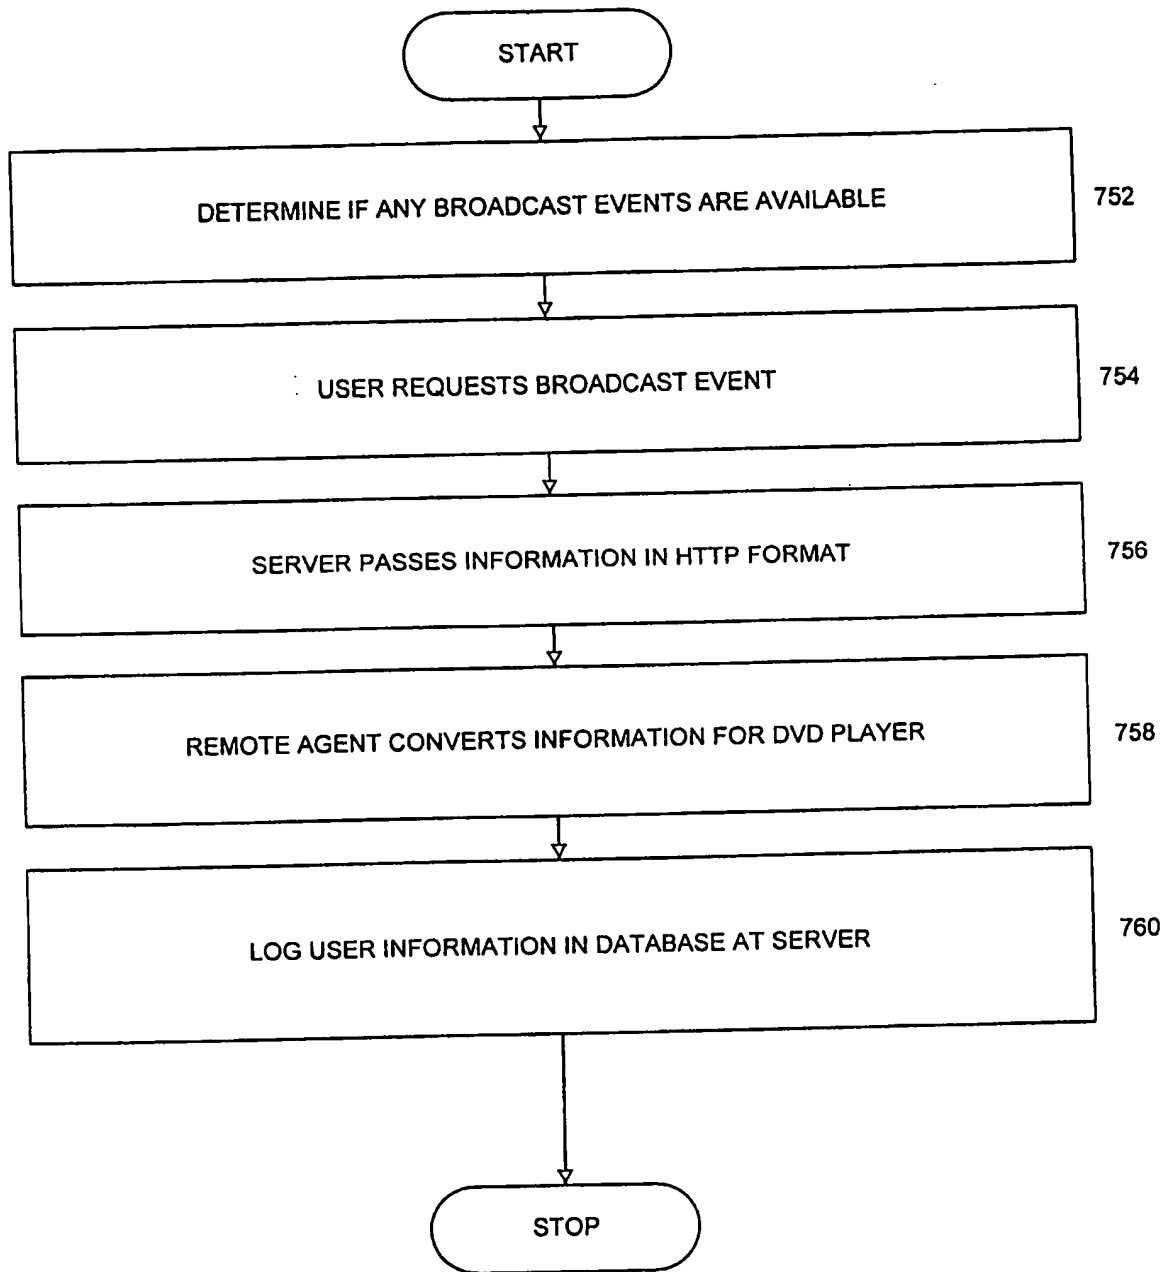 START
DETERMINE IF ANY BROADCAST EVENTS ARE AVAILABLE
752
USER REQUESTS BROADCAST EVENT
754
SERVER PASSES INFORMATION IN HTTP FORMAT
756
REMOTE AGENT CONVERTS INFORMATION FOR DVD PLAYER
758
LOG USER INFORMATION IN DATABASE AT SERVER
760
STOP